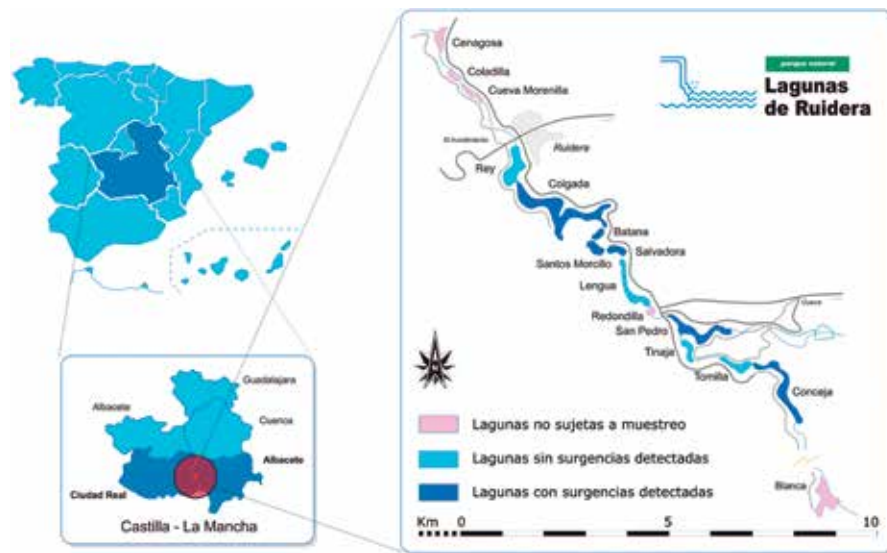 parque natural
Lagunas
de Ruidera
Cenagosa
Coladilla
Cueva Morenilla
El hundimiento
Ruidera
Rey
Colgada
Batana
Salvadora
Santos Morcillo
Lengua
Redondilla
San Pedro
Tinaja
Tomilla
Conceja
Blanca
Lagunas no sujetas a muestreo
Lagunas sin surgencias detectadas
Lagunas con surgencias detectadas
Km 0 5 10
Guadalajara
Albacete
Cuenca
Albacete
Ciudad Real
Castilla - La Mancha